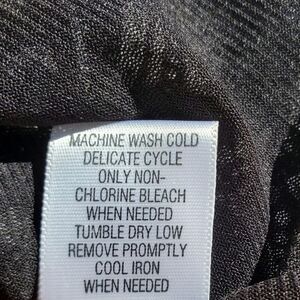 MACHINE WASH COLD
DELICATE CYCLE
ONLY NON-
CHLORINE BLEACH
WHEN NEEDED
TUMBLE DRY LOW
REMOVE PROMPTLY
COOL IRON
WHEN NEEDED